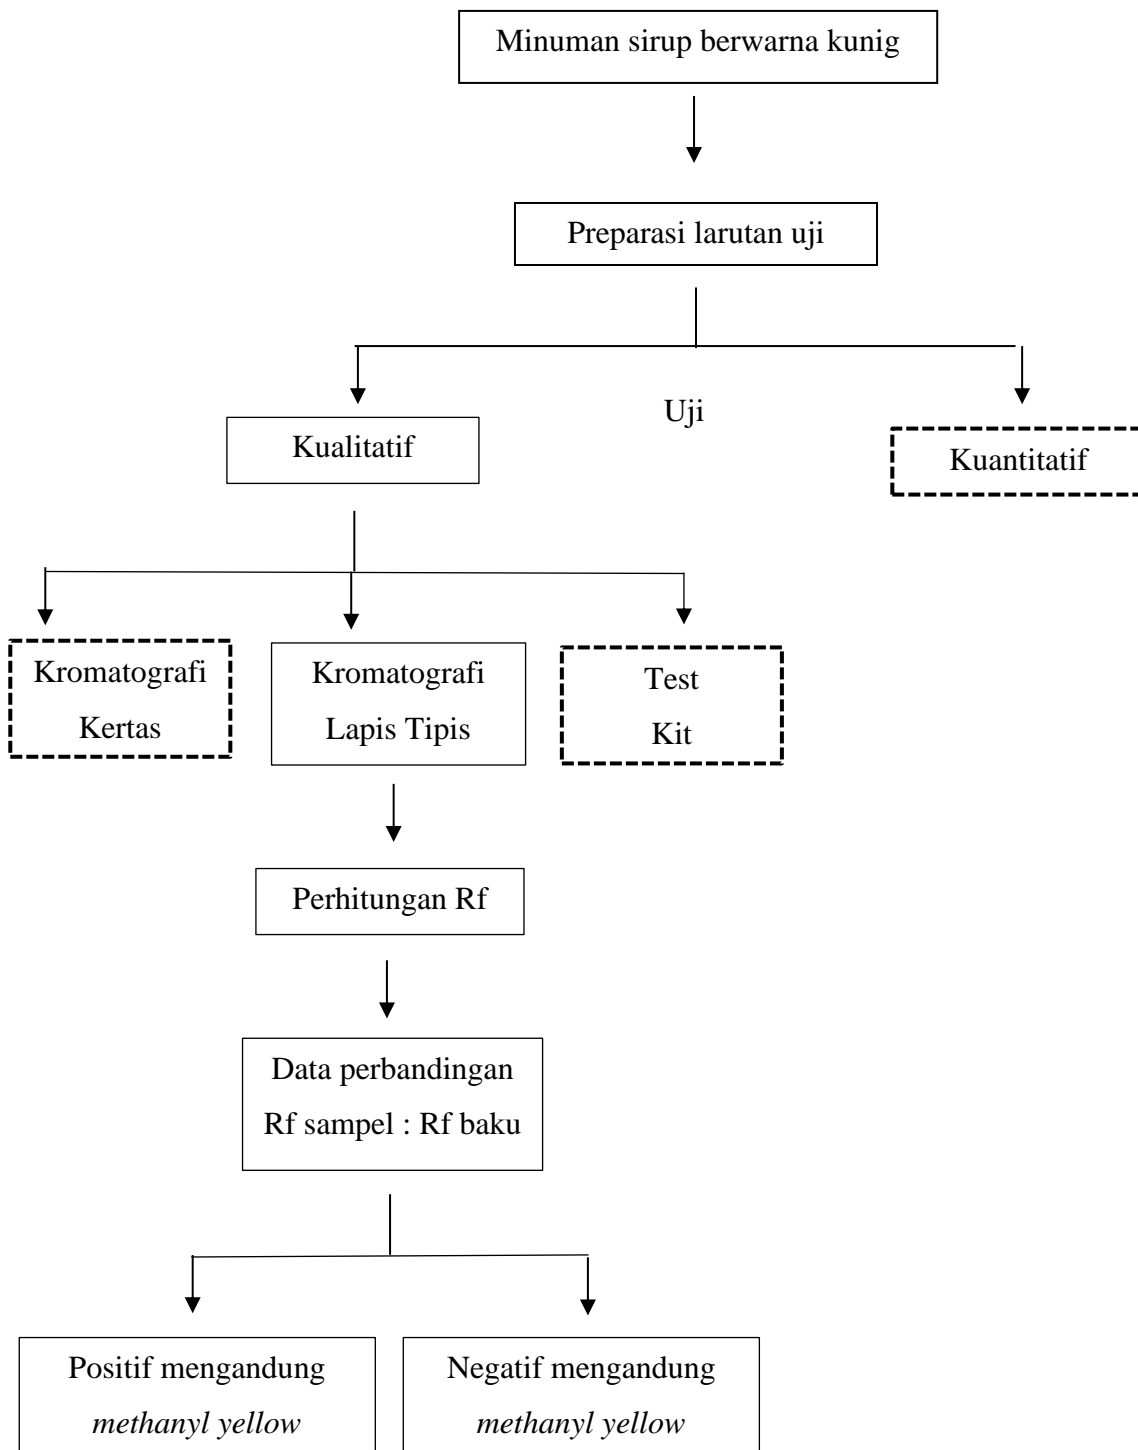 Minuman sirup berwarna kunig
Preparasi larutan uji
Uji
Kualitatif
Kuantitatif
Kromatografi
Kertas
Kromatografi
Lapis Tipis
Test
Kit
Perhitungan Rf
Data perbandingan
Rf sampel : Rf baku
Positif mengandung
methanyl yellow
Negatif mengandung
methanyl yellow